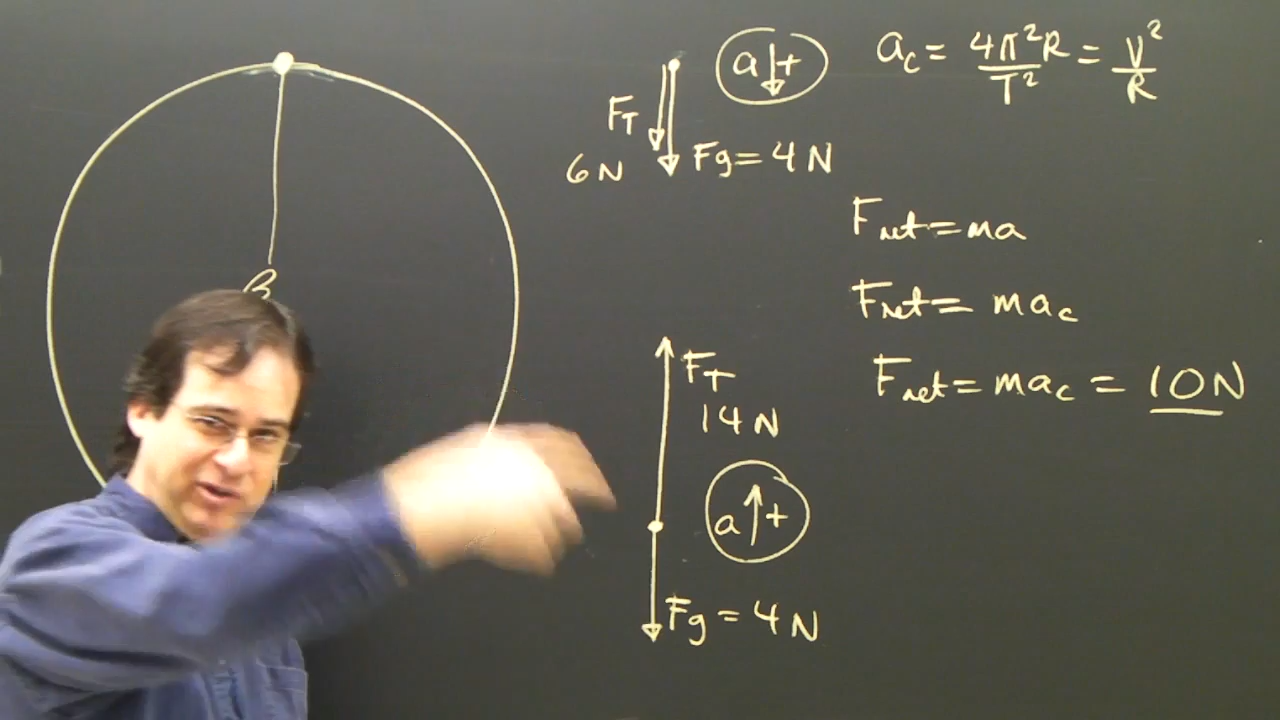 a↓+
a_c = 4π²R/T² = V²/R
F_T
6N
Fg = 4N
F_net = ma
F_net = ma_c
F_net = ma_c = 10N
F_T
14N
a↑+
Fg = 4N